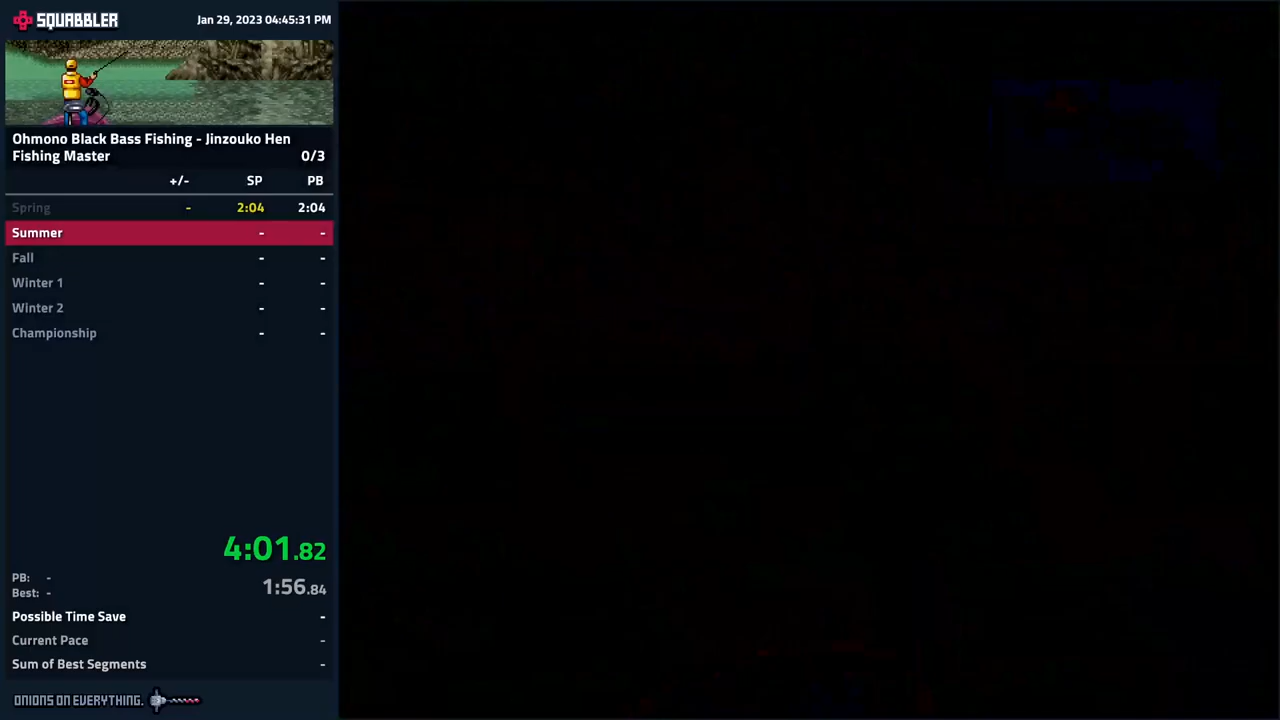 SQUABBLER
Jan 29, 2023 04:45:31 PM
Ohmono Black Bass Fishing - Jinzouko Hen
Fishing Master 0/3
+/- SP PB
Spring - 2:04 2:04
Summer - -
Fall - -
Winter 1 - -
Winter 2 - -
Championship - -
4:01.82
PB: -
Best: - 1:56.84
Possible Time Save -
Current Pace -
Sum of Best Segments -
ONIONS ON EVERYTHING.